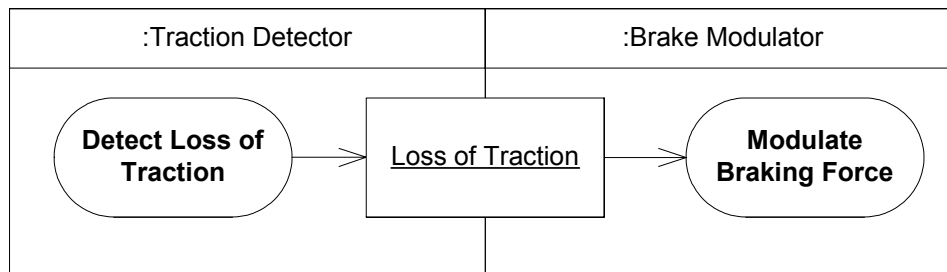 :Traction Detector
:Brake Modulator
Detect Loss of
Traction
Loss of Traction
Modulate
Braking Force